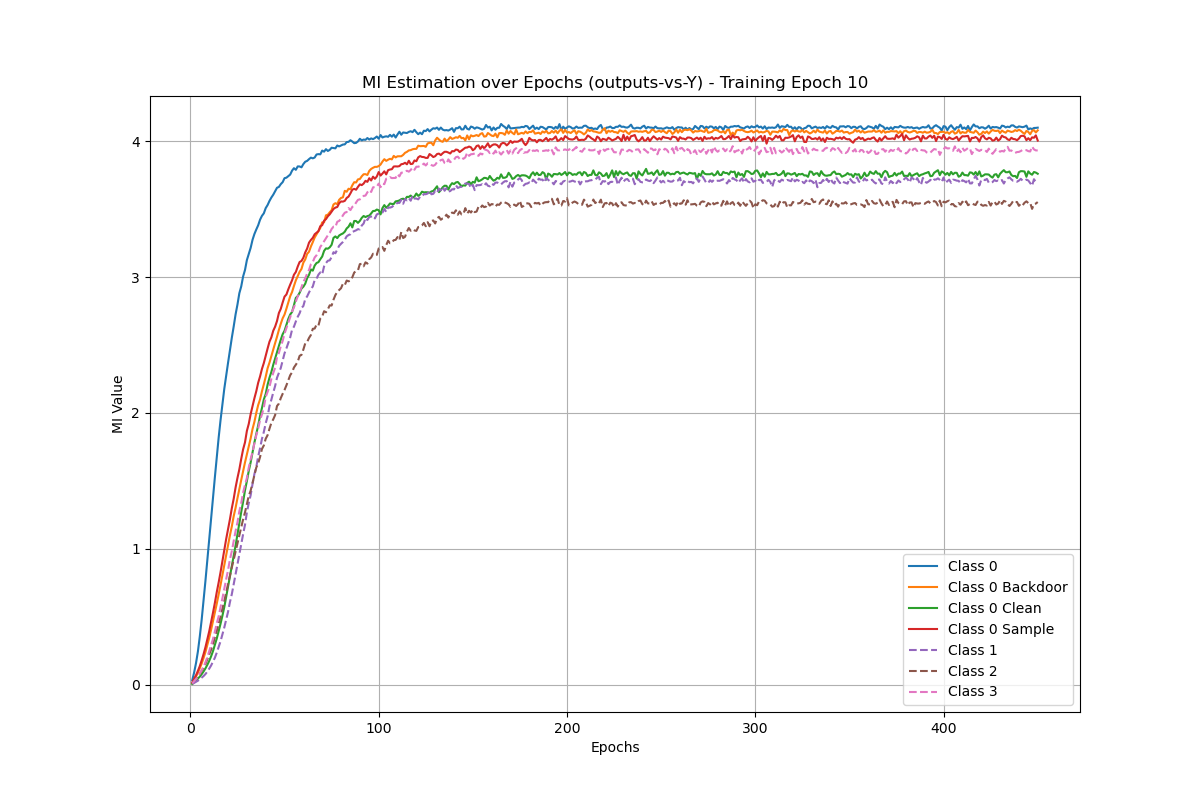 MI Estimation over Epochs (outputs-vs-Y) - Training Epoch 10
MI Value
4
3
2
1
0
0 100 200 300 400
Epochs
Class 0
Class 0 Backdoor
Class 0 Clean
Class 0 Sample
Class 1
Class 2
Class 3